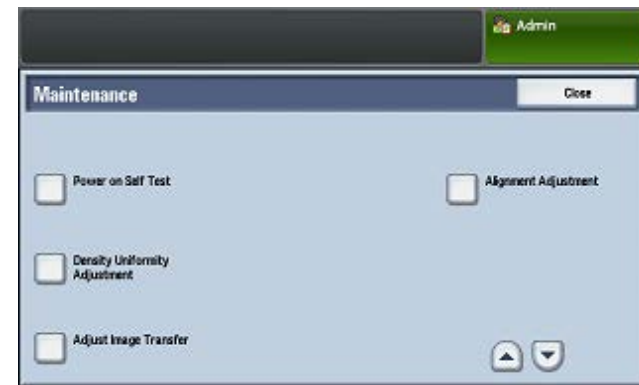 Admin
Maintenance
Close
Power on Self Test
Alignment Adjustment
Density Uniformity
Adjustment
Adjust Image Transfer